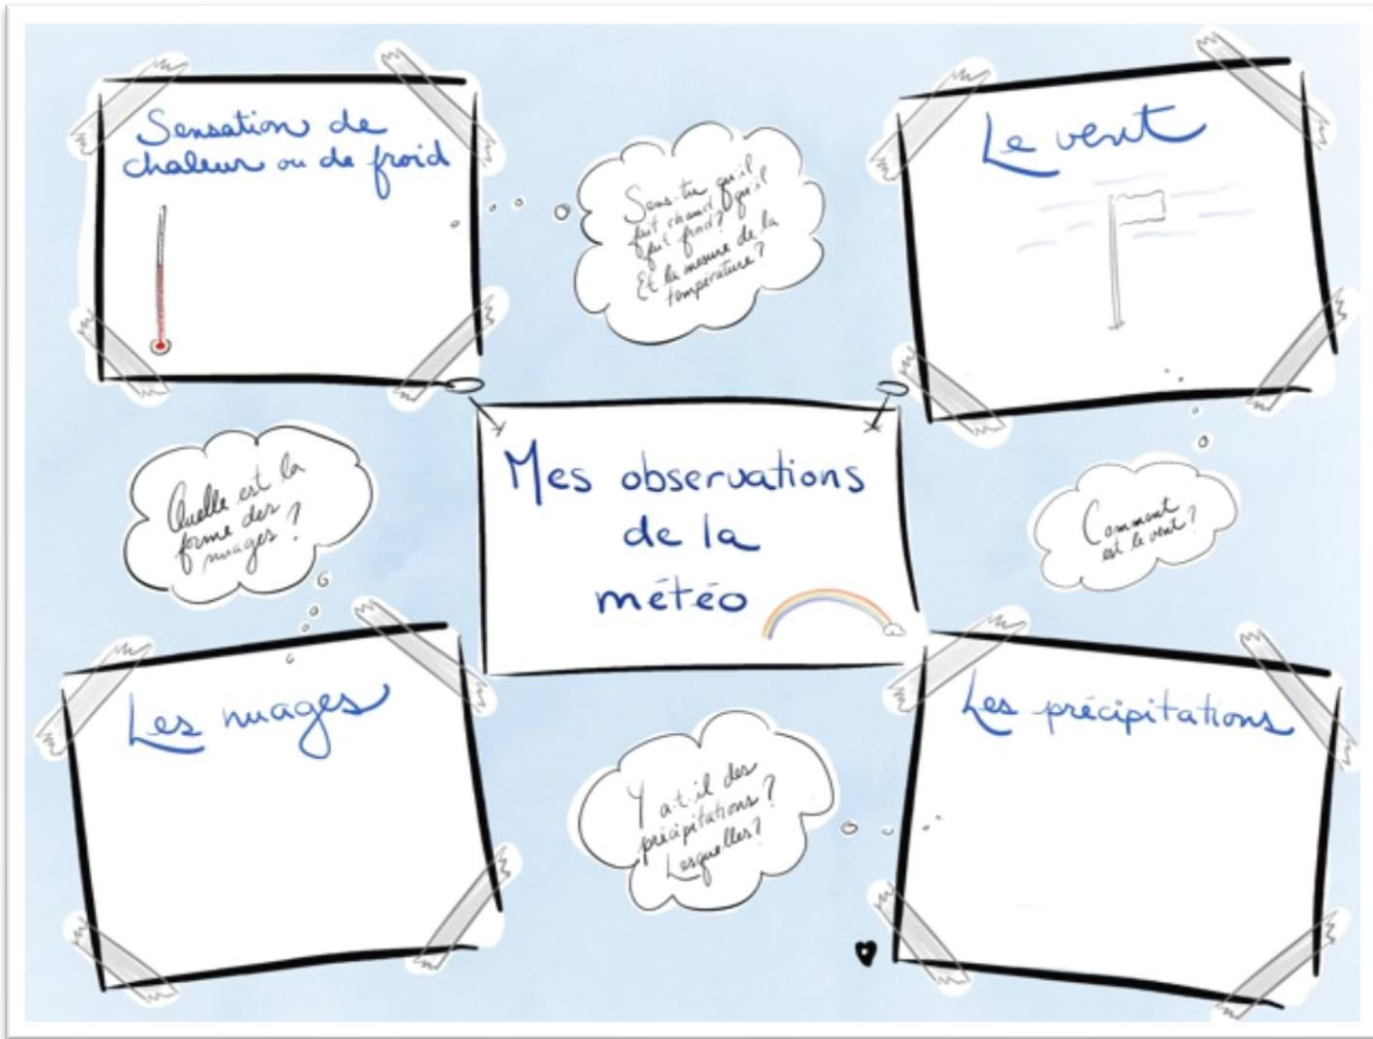 Sensation de
chaleur ou de froid
Sens-tu qu'il
fait chaud, qu'il
fait froid?
Et la mesure de la
température?
Le vent
Quelle est la
forme des
nuages?
Mes observations
de la
météo
Comment
est le vent?
Les nuages
Y a-t-il des
précipitations?
Lesquelles?
Les précipitations